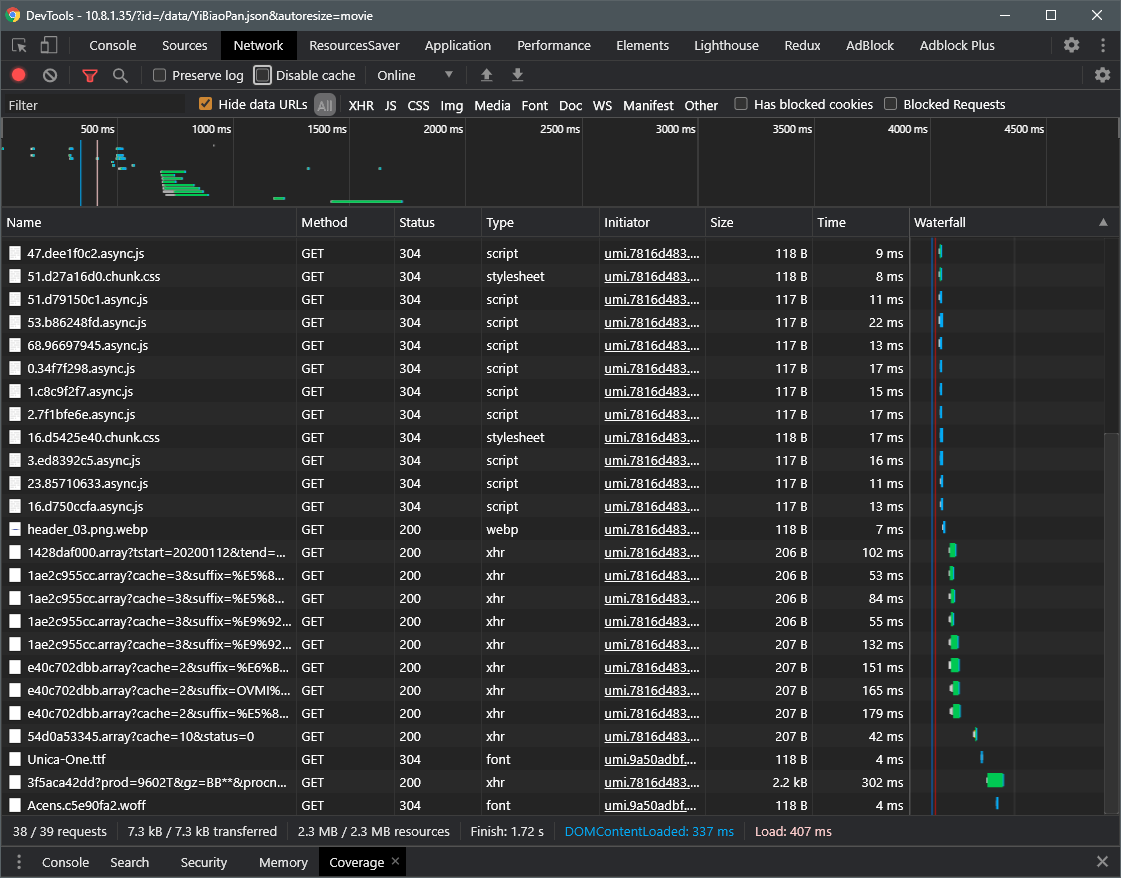 DevTools - 10.8.1.35/?id=/data/YiBiaoPan.json&autoresize=movie
Console Sources Network ResourcesSaver Application Performance Elements Lighthouse Redux AdBlock Adblock Plus
Preserve log Disable cache Online
Filter Hide data URLs All XHR JS CSS Img Media Font Doc WS Manifest Other Has blocked cookies Blocked Requests
500 ms 1000 ms 1500 ms 2000 ms 2500 ms 3000 ms 3500 ms 4000 ms 4500 ms
Name Method Status Type Initiator Size Time Waterfall
47.dee1f0c2.async.js GET 304 script umi.7816d483.... 118 B 9 ms
51.d27a16d0.chunk.css GET 304 stylesheet umi.7816d483.... 118 B 8 ms
51.d79150c1.async.js GET 304 script umi.7816d483.... 117 B 11 ms
53.b86248fd.async.js GET 304 script umi.7816d483.... 117 B 22 ms
68.96697945.async.js GET 304 script umi.7816d483.... 117 B 13 ms
0.34f7f298.async.js GET 304 script umi.7816d483.... 117 B 17 ms
1.c8c9f2f7.async.js GET 304 script umi.7816d483.... 117 B 15 ms
2.7f1bfe6e.async.js GET 304 script umi.7816d483.... 117 B 17 ms
16.d5425e40.chunk.css GET 304 stylesheet umi.7816d483.... 118 B 17 ms
3.ed8392c5.async.js GET 304 script umi.7816d483.... 117 B 16 ms
23.85710633.async.js GET 304 script umi.7816d483.... 117 B 11 ms
16.d750ccfa.async.js GET 304 script umi.7816d483.... 117 B 13 ms
header_03.png.webp GET 200 webp umi.7816d483.... 118 B 7 ms
1428daf000.array?tstart=20200112&tend=... GET 200 xhr umi.7816d483.... 206 B 102 ms
1ae2c955cc.array?cache=3&suffix=%E5%8... GET 200 xhr umi.7816d483.... 206 B 53 ms
1ae2c955cc.array?cache=3&suffix=%E5%8... GET 200 xhr umi.7816d483.... 206 B 84 ms
1ae2c955cc.array?cache=3&suffix=%E9%92... GET 200 xhr umi.7816d483.... 206 B 55 ms
1ae2c955cc.array?cache=3&suffix=%E9%92... GET 200 xhr umi.7816d483.... 207 B 132 ms
e40c702dbb.array?cache=2&suffix=%E6%B... GET 200 xhr umi.7816d483.... 207 B 151 ms
e40c702dbb.array?cache=2&suffix=OVMI%... GET 200 xhr umi.7816d483.... 207 B 165 ms
e40c702dbb.array?cache=2&suffix=%E5%8... GET 200 xhr umi.7816d483.... 207 B 179 ms
54d0a53345.array?cache=10&status=0 GET 200 xhr umi.7816d483.... 207 B 42 ms
Unica-One.ttf GET 304 font umi.9a50adbf.... 118 B 4 ms
3f5aca42dd?prod=9602T&gz=BB**&procn... GET 200 xhr umi.7816d483.... 2.2 kB 302 ms
Acens.c5e90fa2.woff GET 304 font umi.9a50adbf.... 118 B 4 ms
38 / 39 requests 7.3 kB / 7.3 kB transferred 2.3 MB / 2.3 MB resources Finish: 1.72 s DOMContentLoaded: 337 ms Load: 407 ms
Console Search Security Memory Coverage